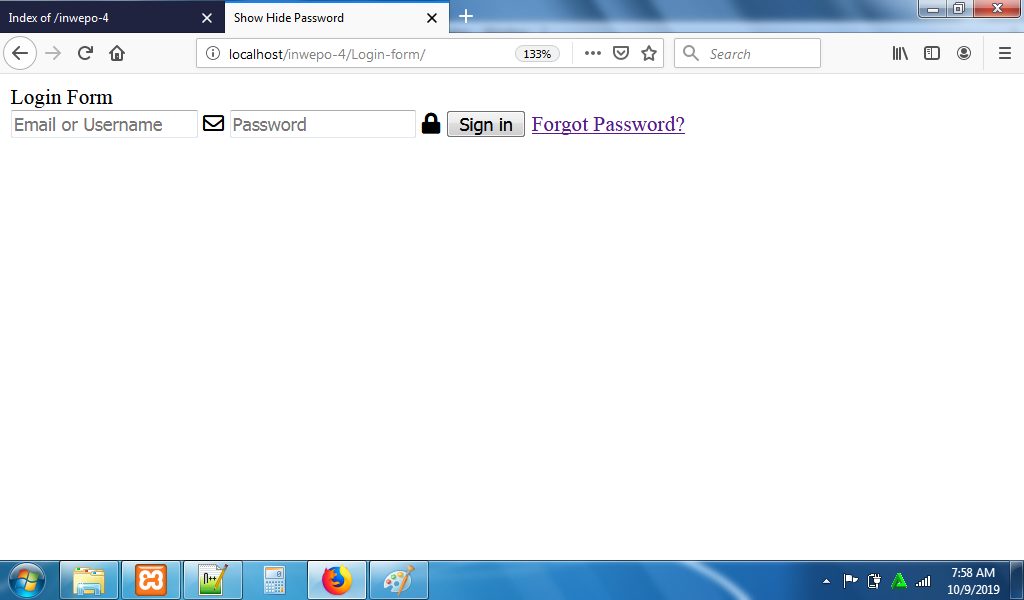 Index of /inwepo-4
Show Hide Password
localhost/inwepo-4/Login-form/
133%
Search
Login Form
Email or Username
Password
Sign in
Forgot Password?
7:58 AM
10/9/2019